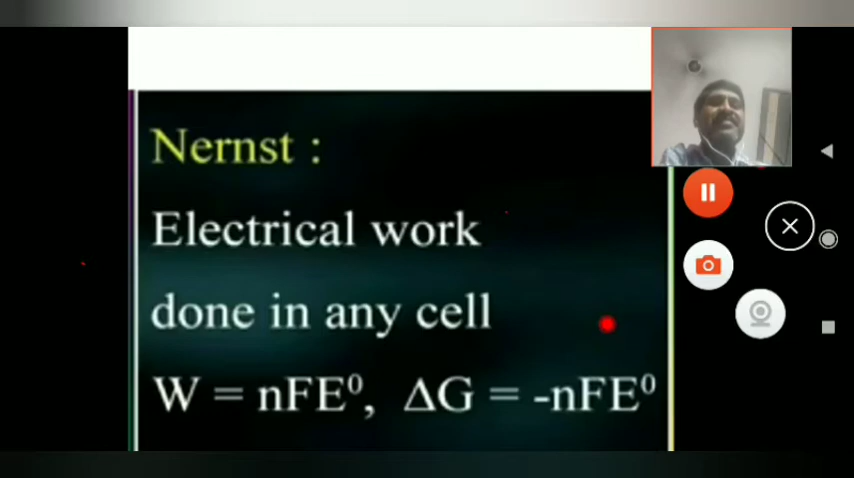 Nernst :
Electrical work
done in any cell
W = nFE⁰, ΔG = -nFE⁰